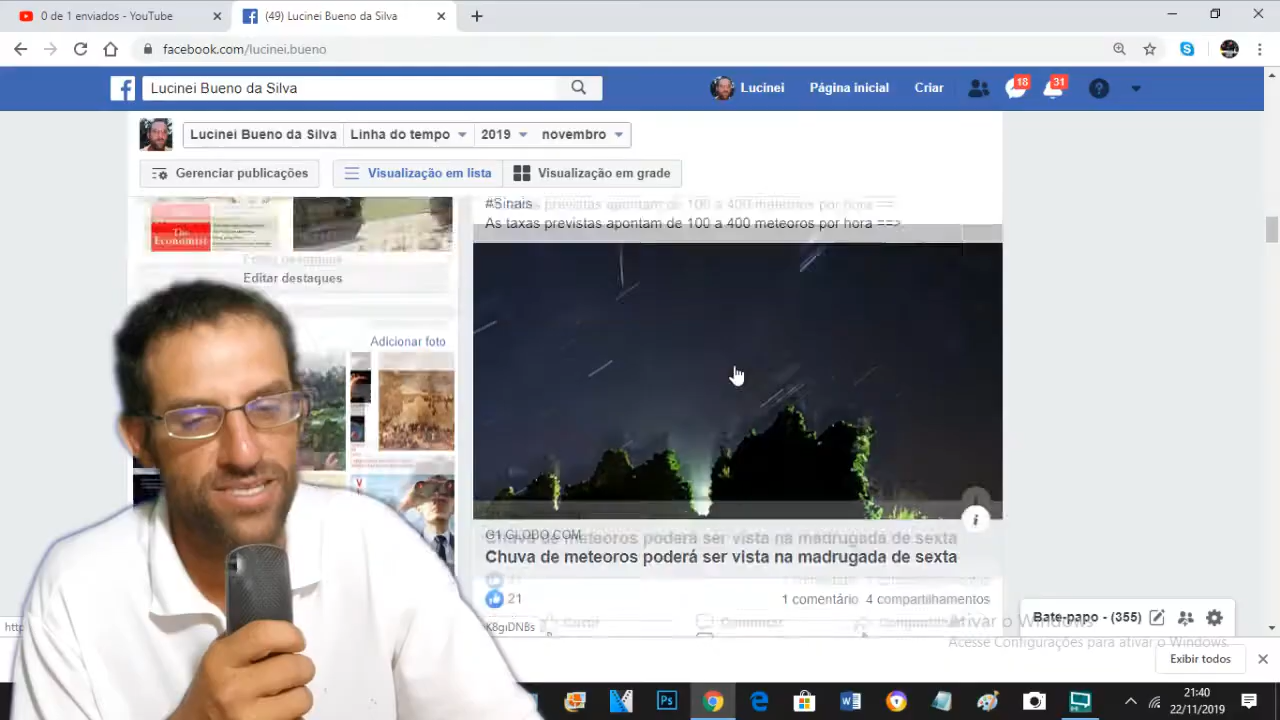 0 de 1 enviados - YouTube
(49) Lucinei Bueno da Silva
facebook.com/lucinei.bueno
Lucinei Bueno da Silva
Lucinei
Página inicial
Criar
18
31
Lucinei Bueno da Silva
Linha do tempo
2019
novembro
Gerenciar publicações
Visualização em lista
Visualização em grade
#Sinais
As taxas previstas apontam de 100 a 400 meteoros por hora ==>
The Economist
Editar destaques
Adicionar foto
G1.GLOBO.COM
Chuva de meteoros poderá ser vista na madrugada de sexta
21
1 comentário
4 compartilhamentos
Curtir
Comentar
Bate-papo - (355)
Ativar o Windows
Acesse Configurações para ativar o Windows.
Exibir todos
21:40
22/11/2019